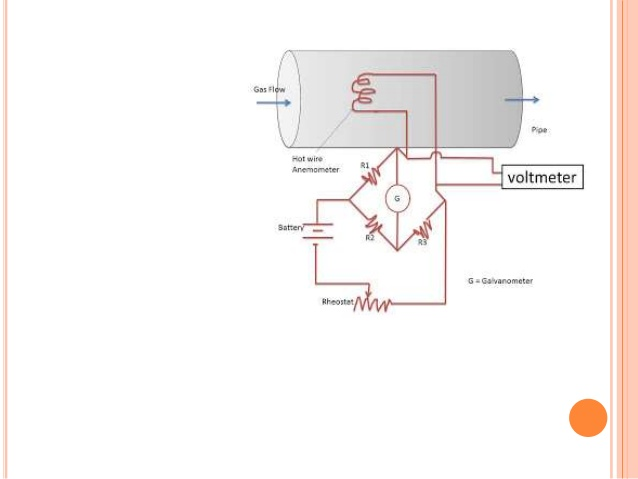 Gas Flow
Pipe
Hot wire
Anemometer
R1
voltmeter
G
Battery
R2
R3
G = Galvanometer
Rheostat